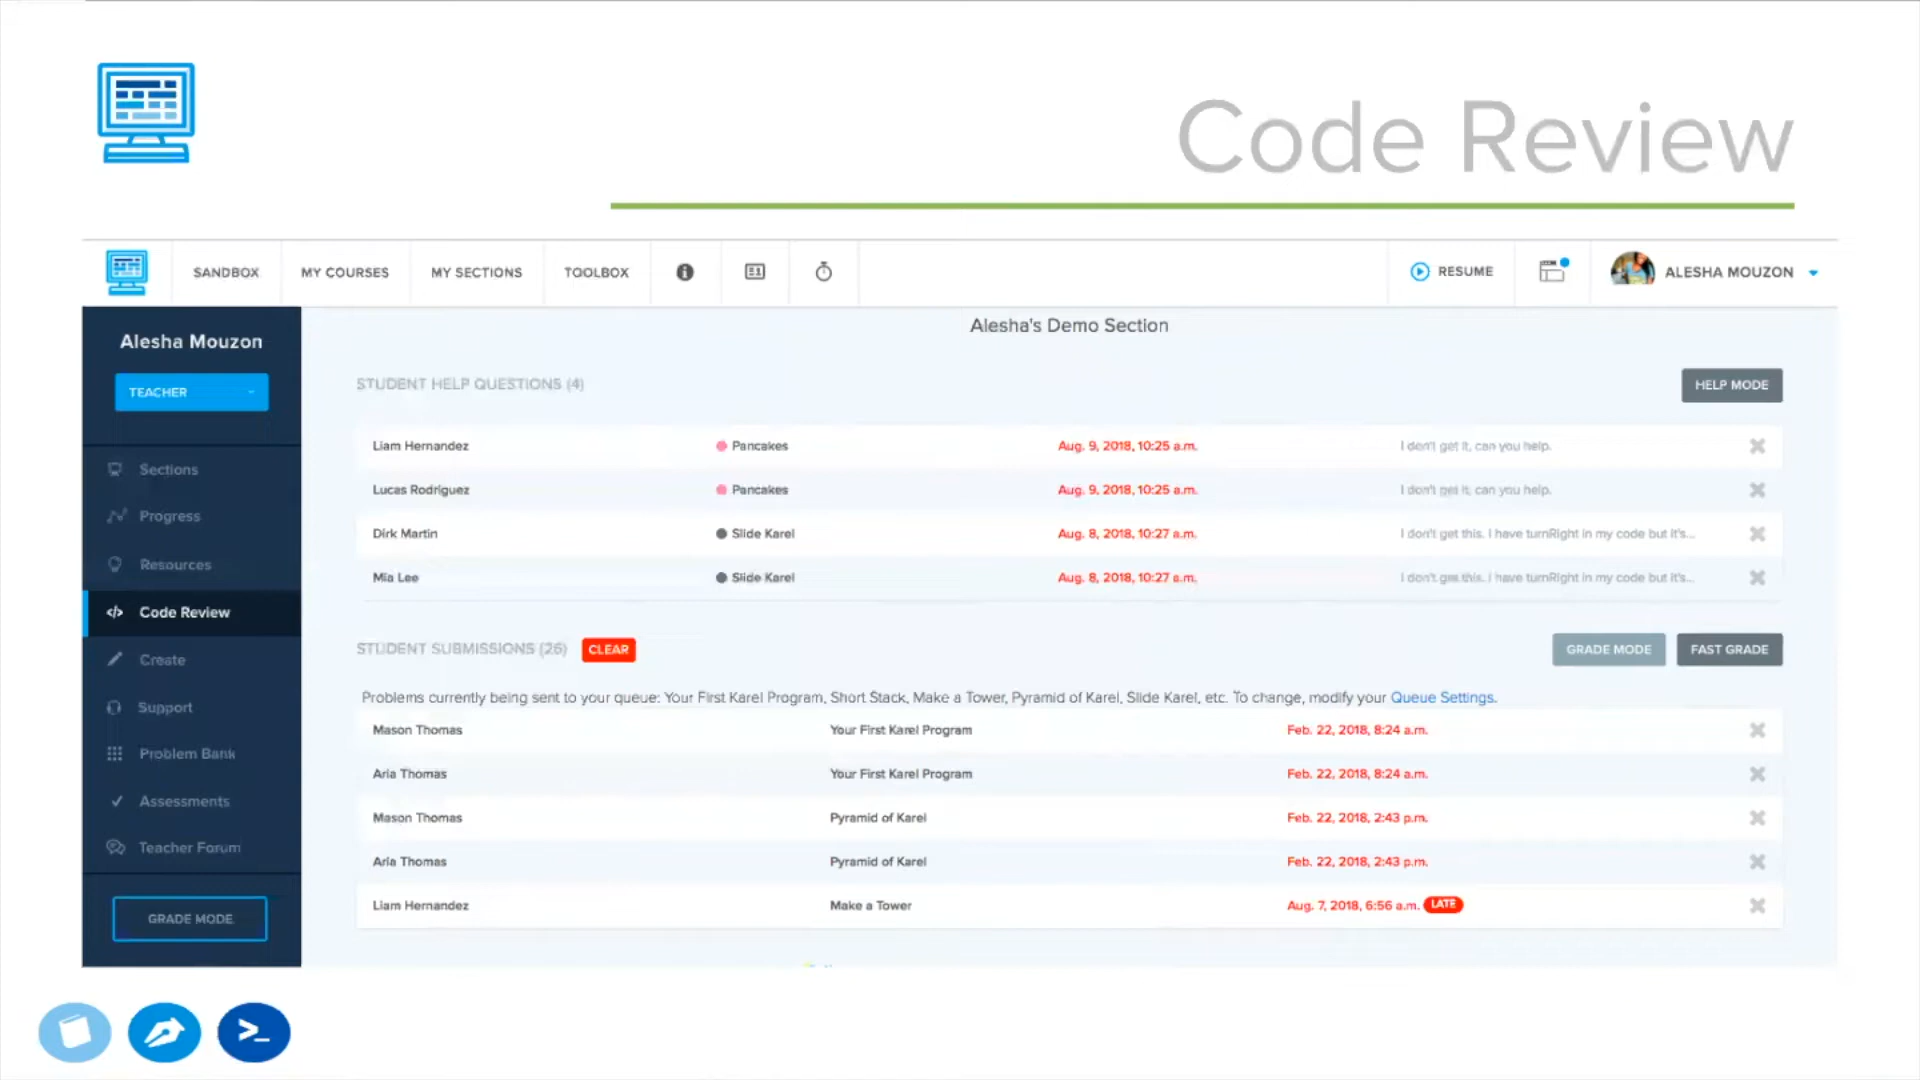 Code Review
SANDBOX MY COURSES MY SECTIONS TOOLBOX RESUME ALESHA MOUZON
Alesha Mouzon
TEACHER
Sections
Progress
Resources
</> Code Review
Create
Support
Problem Bank
Assessments
Teacher Forum
GRADE MODE
Alesha's Demo Section
STUDENT HELP QUESTIONS (4) HELP MODE
Liam Hernandez Pancakes Aug. 9, 2018, 10:25 a.m. I don't get it, can you help.
Lucas Rodriguez Pancakes Aug. 9, 2018, 10:25 a.m. I don't get it, can you help.
Dirk Martin Slide Karel Aug. 8, 2018, 10:27 a.m. I don't get this. I have turnRight in my code but it's...
Mia Lee Slide Karel Aug. 8, 2018, 10:27 a.m. I don't get this. I have turnRight in my code but it's...
STUDENT SUBMISSIONS (26) CLEAR GRADE MODE FAST GRADE
Problems currently being sent to your queue: Your First Karel Program, Short Stack, Make a Tower, Pyramid of Karel, Slide Karel, etc. To change, modify your Queue Settings.
Mason Thomas Your First Karel Program Feb. 22, 2018, 8:24 a.m.
Aria Thomas Your First Karel Program Feb. 22, 2018, 8:24 a.m.
Mason Thomas Pyramid of Karel Feb. 22, 2018, 2:43 p.m.
Aria Thomas Pyramid of Karel Feb. 22, 2018, 2:43 p.m.
Liam Hernandez Make a Tower Aug. 7, 2018, 6:56 a.m. LATE
>_